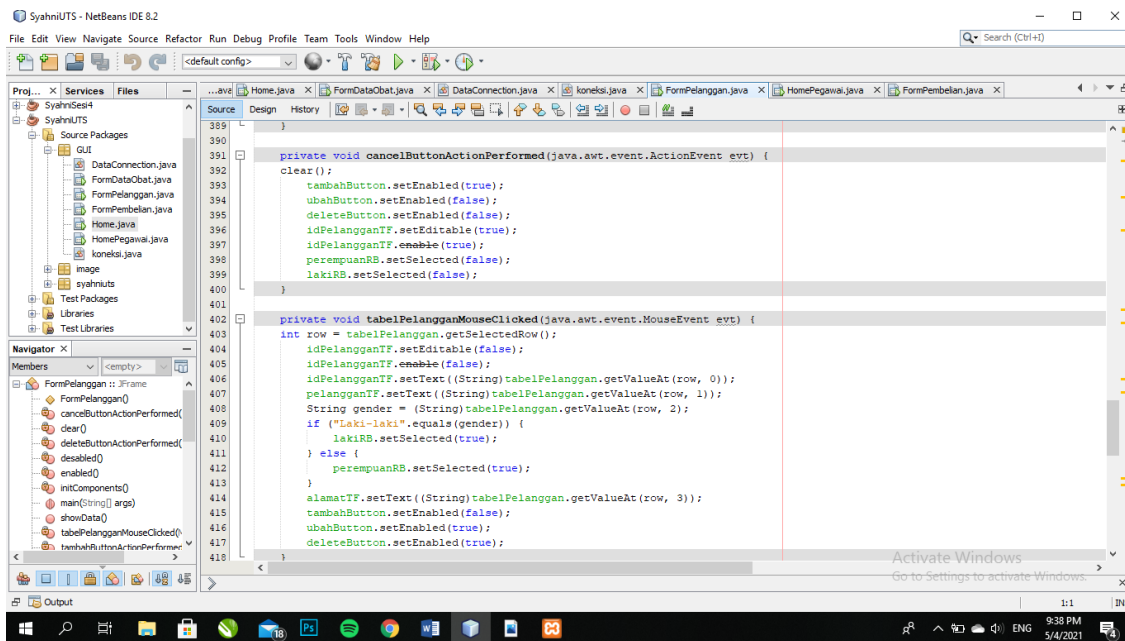 SyahniUTS - NetBeans IDE 8.2
File Edit View Navigate Source Refactor Run Debug Profile Team Tools Window Help
Search (Ctrl+I)
<default config>
Proj... Services Files
...ava Home.java FormDataObat.java DataConnection.java koneksi.java FormPelanggan.java HomePegawai.java FormPembelian.java
Source Design History
SyahniSesi4
SyahniUTS
Source Packages
GUI
DataConnection.java
FormDataObat.java
FormPelanggan.java
FormPembelian.java
Home.java
HomePegawai.java
koneksi.java
image
syahniuts
Test Packages
Libraries
Test Libraries
Navigator
Members <empty>
FormPelanggan :: JFrame
FormPelanggan()
cancelButtonActionPerformed(
clear()
deleteButtonActionPerformed(
desabled()
enabled()
initComponents()
main(String[] args)
showData()
tabelPelangganMouseClicked(
tambahButtonActionPerformed
389 }
390
391 private void cancelButtonActionPerformed(java.awt.event.ActionEvent evt) {
392 clear();
393 tambahButton.setEnabled(true);
394 ubahButton.setEnabled(false);
395 deleteButton.setEnabled(false);
396 idPelangganTF.setEditable(true);
397 idPelangganTF.enable(true);
398 perempuanRB.setSelected(false);
399 lakiRB.setSelected(false);
400 }
401
402 private void tabelPelangganMouseClicked(java.awt.event.MouseEvent evt) {
403 int row = tabelPelanggan.getSelectedRow();
404 idPelangganTF.setEditable(false);
405 idPelangganTF.enable(false);
406 idPelangganTF.setText((String)tabelPelanggan.getValueAt(row, 0));
407 pelangganTF.setText((String)tabelPelanggan.getValueAt(row, 1));
408 String gender = (String)tabelPelanggan.getValueAt(row, 2);
409 if ("Laki-laki".equals(gender)) {
410 lakiRB.setSelected(true);
411 } else {
412 perempuanRB.setSelected(true);
413 }
414 alamatTF.setText((String)tabelPelanggan.getValueAt(row, 3));
415 tambahButton.setEnabled(false);
416 ubahButton.setEnabled(true);
417 deleteButton.setEnabled(true);
418 }
Activate Windows
Go to Settings to activate Windows.
Output
1:1 IN
18
Ps
ENG
9:38 PM
5/4/2021
4